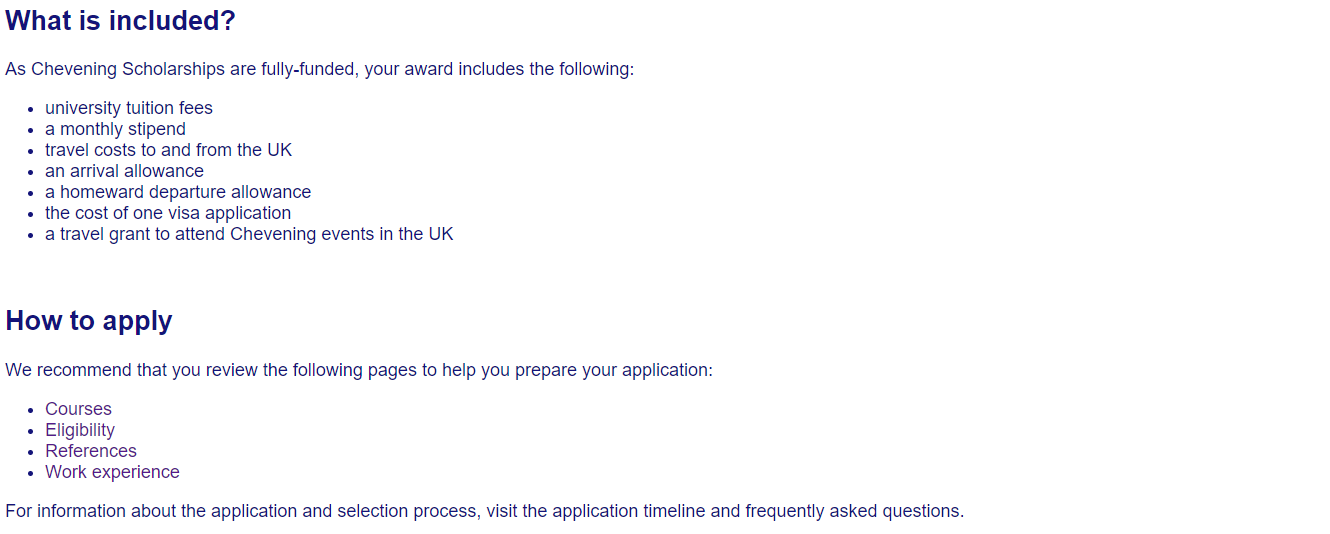 What is included?
As Chevening Scholarships are fully-funded, your award includes the following:
university tuition fees
a monthly stipend
travel costs to and from the UK
an arrival allowance
a homeward departure allowance
the cost of one visa application
a travel grant to attend Chevening events in the UK
How to apply
We recommend that you review the following pages to help you prepare your application:
Courses
Eligibility
References
Work experience
For information about the application and selection process, visit the application timeline and frequently asked questions.